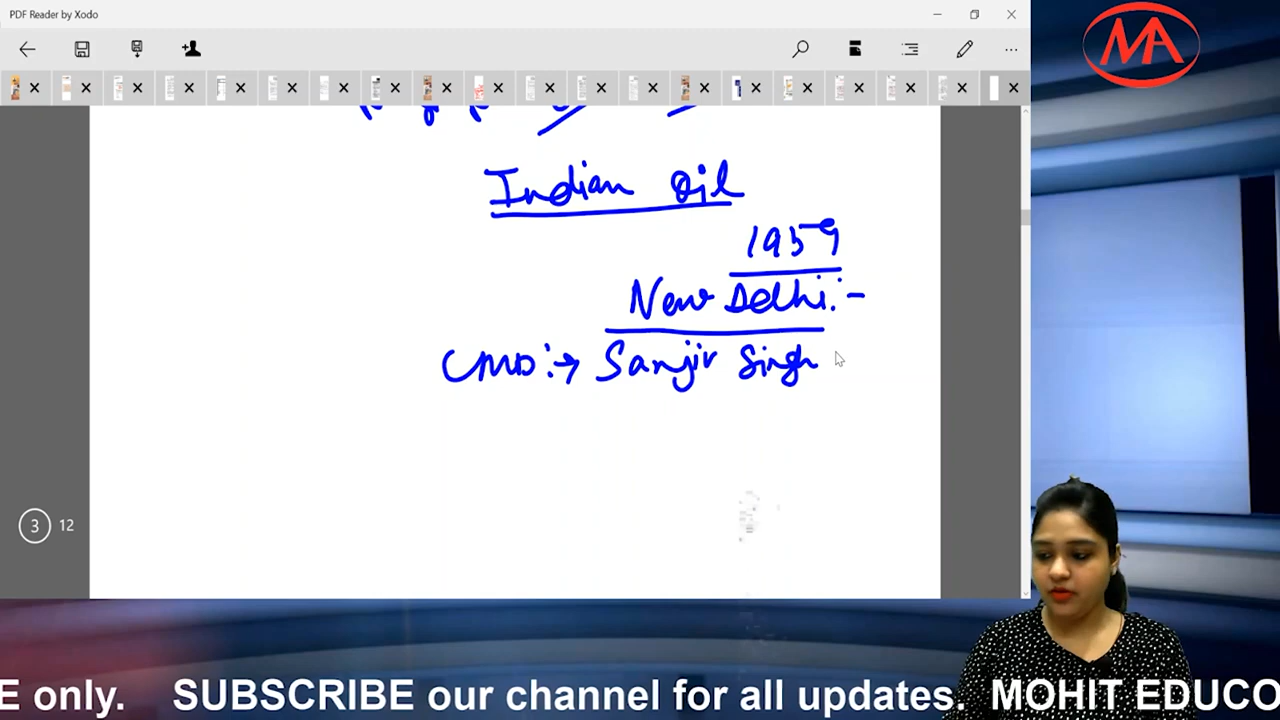 PDF Reader by Xodo
MA
Indian Oil
1959
New Delhi:-
CMD:→ Sanjiv Singh
3 12
E only. SUBSCRIBE our channel for all updates. MOHIT EDUCO